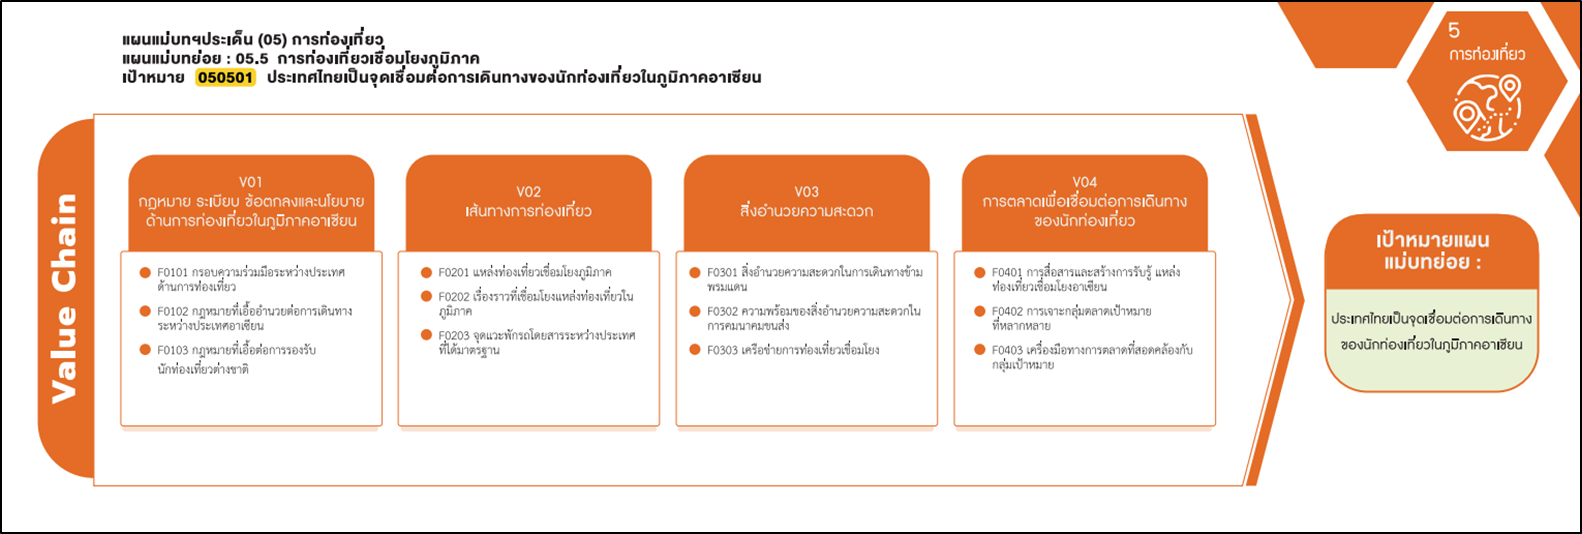 แผนแม่บทฯประเด็น (05) การท่องเที่ยว
แผนแม่บทย่อย : 05.5 การท่องเที่ยวเชื่อมโยงภูมิภาค
เป้าหมาย 050501 ประเทศไทยเป็นจุดเชื่อมต่อการเดินทางของนักท่องเที่ยวในภูมิภาคอาเซียน
5
การท่องเที่ยว
Value Chain
V01
กฎหมาย ระเบียบ ข้อตกลงและนโยบาย
ด้านการท่องเที่ยวในภูมิภาคอาเซียน
F0101 กรอบความร่วมมือระหว่างประเทศ
ด้านการท่องเที่ยว
F0102 กฎหมายที่เอื้ออำนวยต่อการเดินทาง
ระหว่างประเทศอาเซียน
F0103 กฎหมายที่เอื้อต่อการรองรับ
นักท่องเที่ยวต่างชาติ
V02
เส้นทางการท่องเที่ยว
F0201 แหล่งท่องเที่ยวเชื่อมโยงภูมิภาค
F0202 เรื่องราวที่เชื่อมโยงแหล่งท่องเที่ยวใน
ภูมิภาค
F0203 จุดแวะพักรถโดยสารระหว่างประเทศ
ที่ได้มาตรฐาน
V03
สิ่งอำนวยความสะดวก
F0301 สิ่งอำนวยความสะดวกในการเดินทางข้าม
พรมแดน
F0302 ความพร้อมของสิ่งอำนวยความสะดวกใน
การคมนาคมขนส่ง
F0303 เครือข่ายการท่องเที่ยวเชื่อมโยง
V04
การตลาดเพื่อเชื่อมต่อการเดินทาง
ของนักท่องเที่ยว
F0401 การสื่อสารและสร้างการรับรู้ แหล่ง
ท่องเที่ยวเชื่อมโยงอาเซียน
F0402 การเจาะกลุ่มตลาดเป้าหมาย
ที่หลากหลาย
F0403 เครื่องมือทางการตลาดที่สอดคล้องกับ
กลุ่มเป้าหมาย
เป้าหมายแผน
แม่บทย่อย :
ประเทศไทยเป็นจุดเชื่อมต่อการเดินทาง
ของนักท่องเที่ยวในภูมิภาคอาเซียน